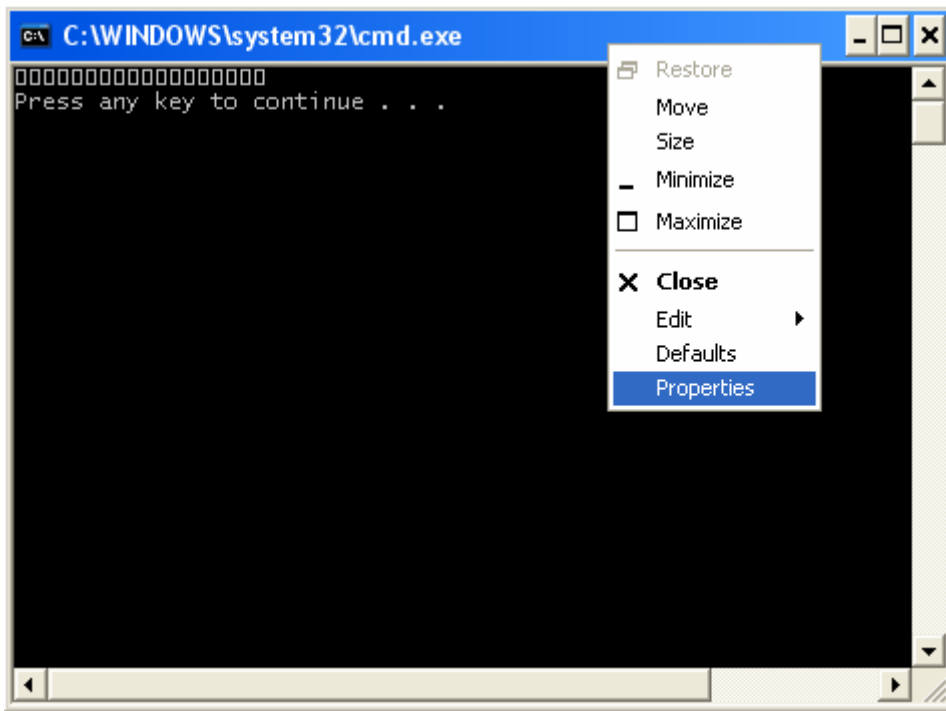 C:\WINDOWS\system32\cmd.exe
▯▯▯▯▯▯▯▯▯▯▯▯▯▯▯▯▯▯
Press any key to continue . . .
Restore
Move
Size
Minimize
Maximize
Close
Edit
Defaults
Properties